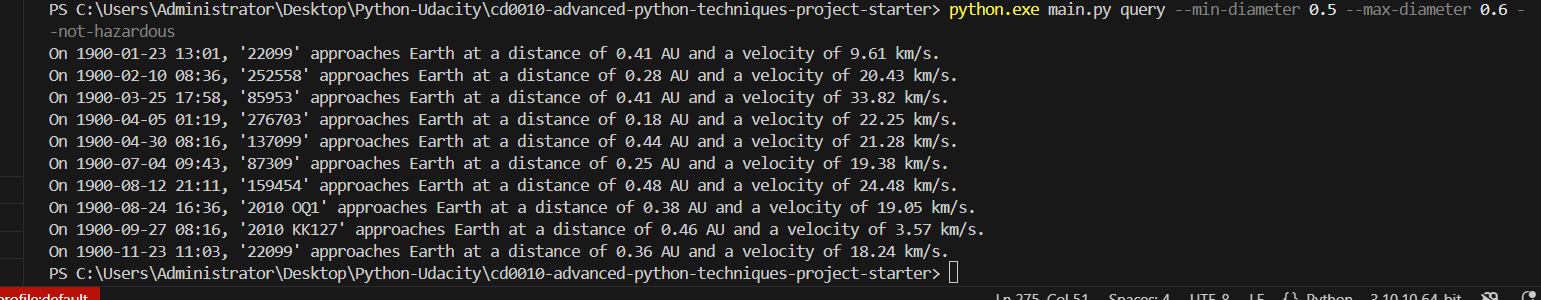 PS C:\Users\Administrator\Desktop\Python-Udacity\cd0010-advanced-python-techniques-project-starter> python.exe main.py query --min-diameter 0.5 --max-diameter 0.6 -
-not-hazardous
On 1900-01-23 13:01, '22099' approaches Earth at a distance of 0.41 AU and a velocity of 9.61 km/s.
On 1900-02-10 08:36, '252558' approaches Earth at a distance of 0.28 AU and a velocity of 20.43 km/s.
On 1900-03-25 17:58, '85953' approaches Earth at a distance of 0.41 AU and a velocity of 33.82 km/s.
On 1900-04-05 01:19, '276703' approaches Earth at a distance of 0.18 AU and a velocity of 22.25 km/s.
On 1900-04-30 08:16, '137099' approaches Earth at a distance of 0.44 AU and a velocity of 21.28 km/s.
On 1900-07-04 09:43, '87309' approaches Earth at a distance of 0.25 AU and a velocity of 19.38 km/s.
On 1900-08-12 21:11, '159454' approaches Earth at a distance of 0.48 AU and a velocity of 24.48 km/s.
On 1900-08-24 16:36, '2010 OQ1' approaches Earth at a distance of 0.38 AU and a velocity of 19.05 km/s.
On 1900-09-27 08:16, '2010 KK127' approaches Earth at a distance of 0.46 AU and a velocity of 3.57 km/s.
On 1900-11-23 11:03, '22099' approaches Earth at a distance of 0.36 AU and a velocity of 18.24 km/s.
PS C:\Users\Administrator\Desktop\Python-Udacity\cd0010-advanced-python-techniques-project-starter>
profile:default Ln 275, Col 51 Spaces: 4 UTF-8 LF {} Python 3.10.10 64-bit